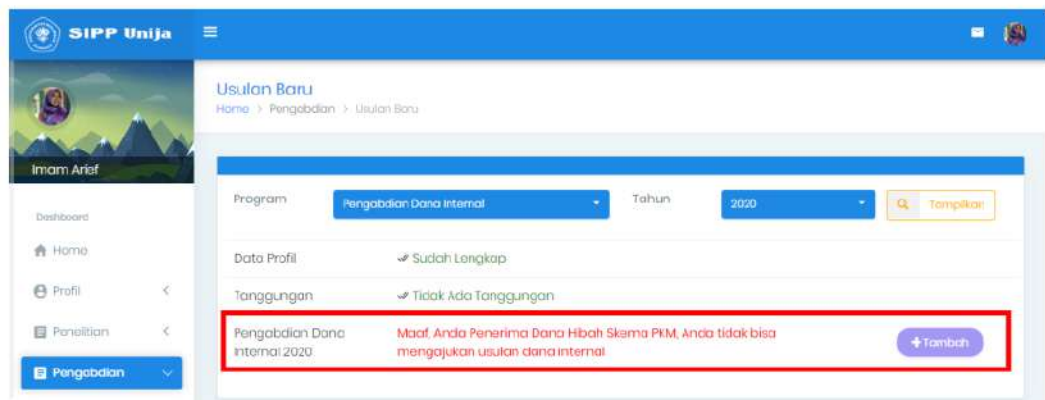 SIPP Unija
Usulan Baru
Home > Pengabdian > Usulan Baru
Imam Arief
Program Pengabdian Dana Internal Tahun 2020 Tampilkan
Dashboard
Home
Data Profil Sudah Lengkap
Profil
Tanggungan Tidak Ada Tanggungan
Penelitian
Pengabdian Dana Internal 2020
Maaf, Anda Penerima Dana Hibah Skema PKM, Anda tidak bisa
mengajukan usulan dana internal
+Tambah
Pengabdian